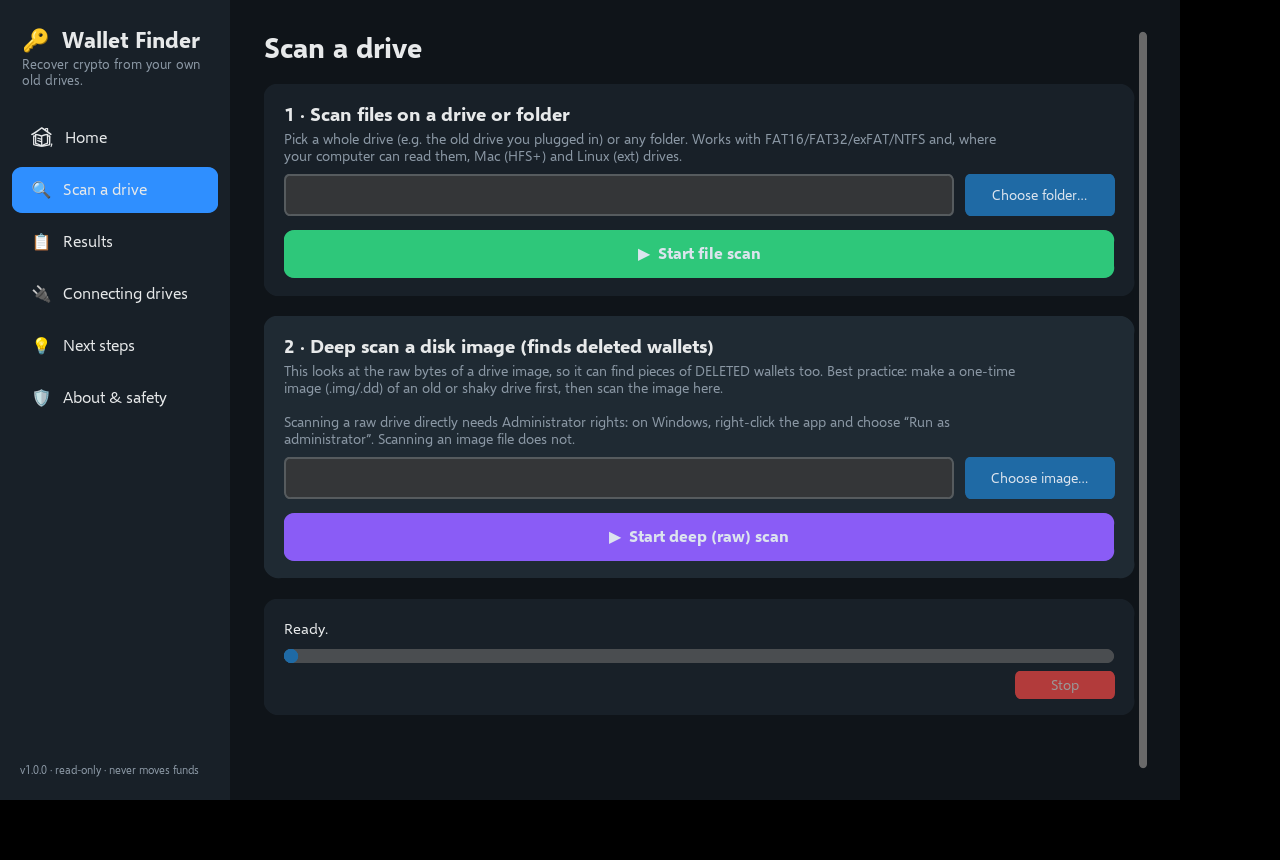 Wallet Finder
Recover crypto from your own
old drives.
Home
Scan a drive
Results
Connecting drives
Next steps
About & safety
v1.0.0 · read-only · never moves funds
Scan a drive
1 · Scan files on a drive or folder
Pick a whole drive (e.g. the old drive you plugged in) or any folder. Works with FAT16/FAT32/exFAT/NTFS and, where
your computer can read them, Mac (HFS+) and Linux (ext) drives.
Choose folder…
▶ Start file scan
2 · Deep scan a disk image (finds deleted wallets)
This looks at the raw bytes of a drive image, so it can find pieces of DELETED wallets too. Best practice: make a one-time
image (.img/.dd) of an old or shaky drive first, then scan the image here.
Scanning a raw drive directly needs Administrator rights: on Windows, right-click the app and choose “Run as
administrator”. Scanning an image file does not.
Choose image…
▶ Start deep (raw) scan
Ready.
Stop